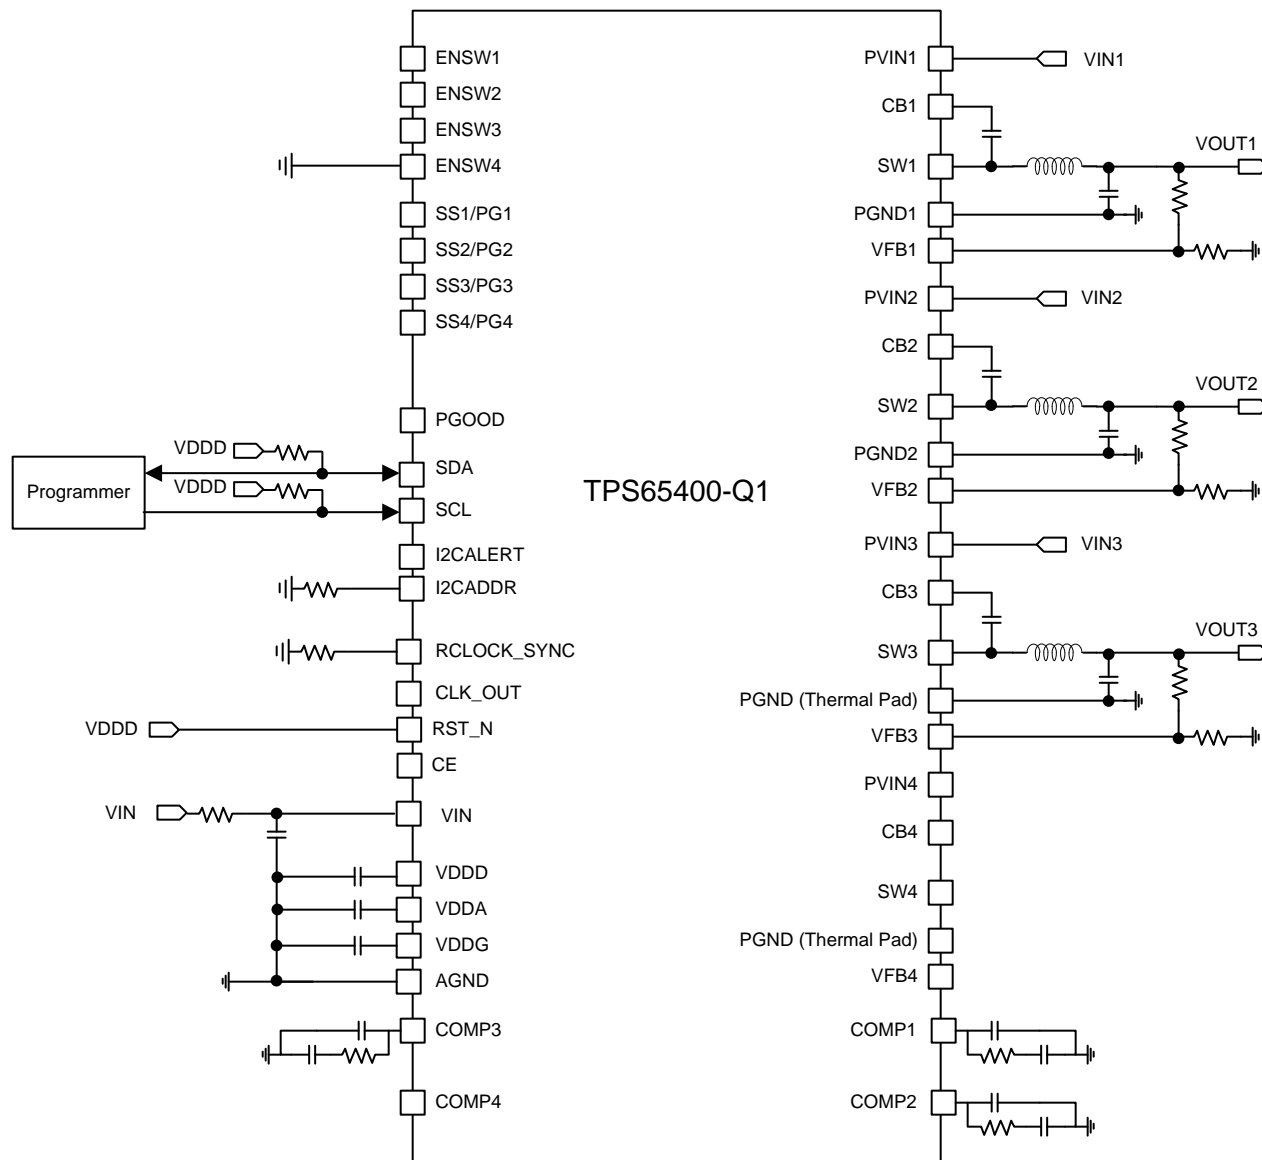 ENSW1
ENSW2
ENSW3
ENSW4
SS1/PG1
SS2/PG2
SS3/PG3
SS4/PG4
PGOOD
VDDD
SDA
VDDD
Programmer
SCL
I2CALERT
I2CADDR
RCLOCK_SYNC
CLK_OUT
VDDD
RST_N
CE
VIN
VIN
VDDD
VDDA
VDDG
AGND
COMP3
COMP4
TPS65400-Q1
PVIN1
VIN1
CB1
VOUT1
SW1
PGND1
VFB1
PVIN2
VIN2
CB2
VOUT2
SW2
PGND2
VFB2
PVIN3
VIN3
CB3
VOUT3
SW3
PGND (Thermal Pad)
VFB3
PVIN4
CB4
SW4
PGND (Thermal Pad)
VFB4
COMP1
COMP2